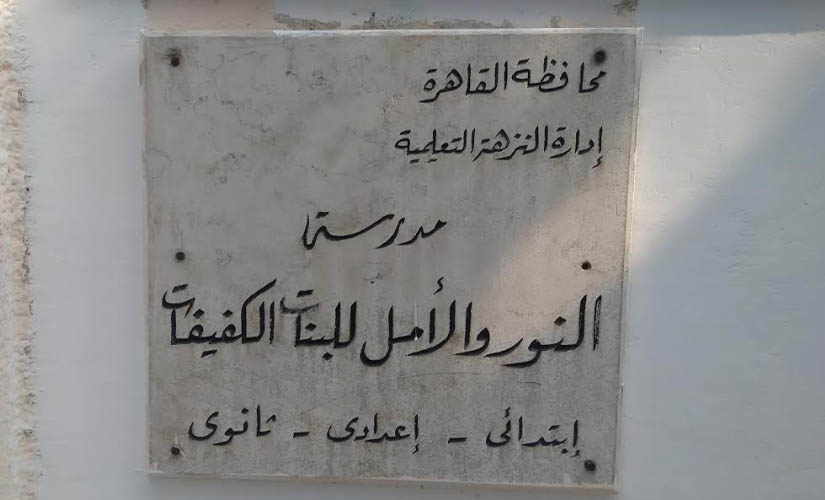 محافظة القاهرة
إدارة النزهة التعليمية
مدرسة
النور والأمل للبنات الكفيفات
إبتدائى - إعدادى - ثانوى